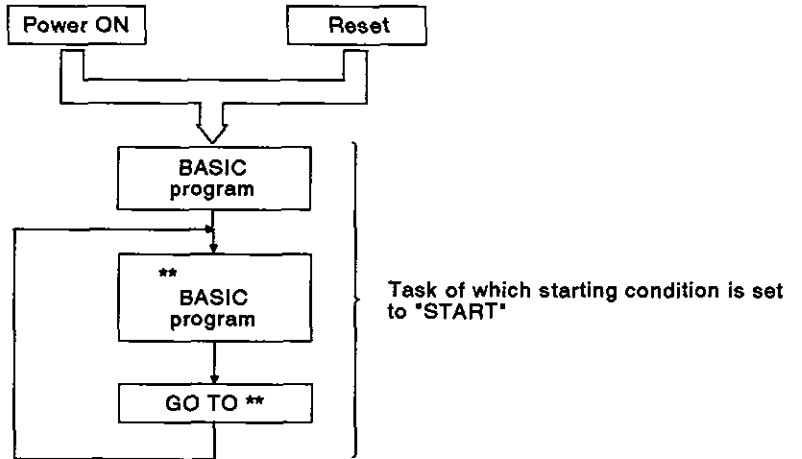 Power ON
Reset
BASIC
program
**
BASIC
program
Task of which starting condition is set
to "START"
GO TO **